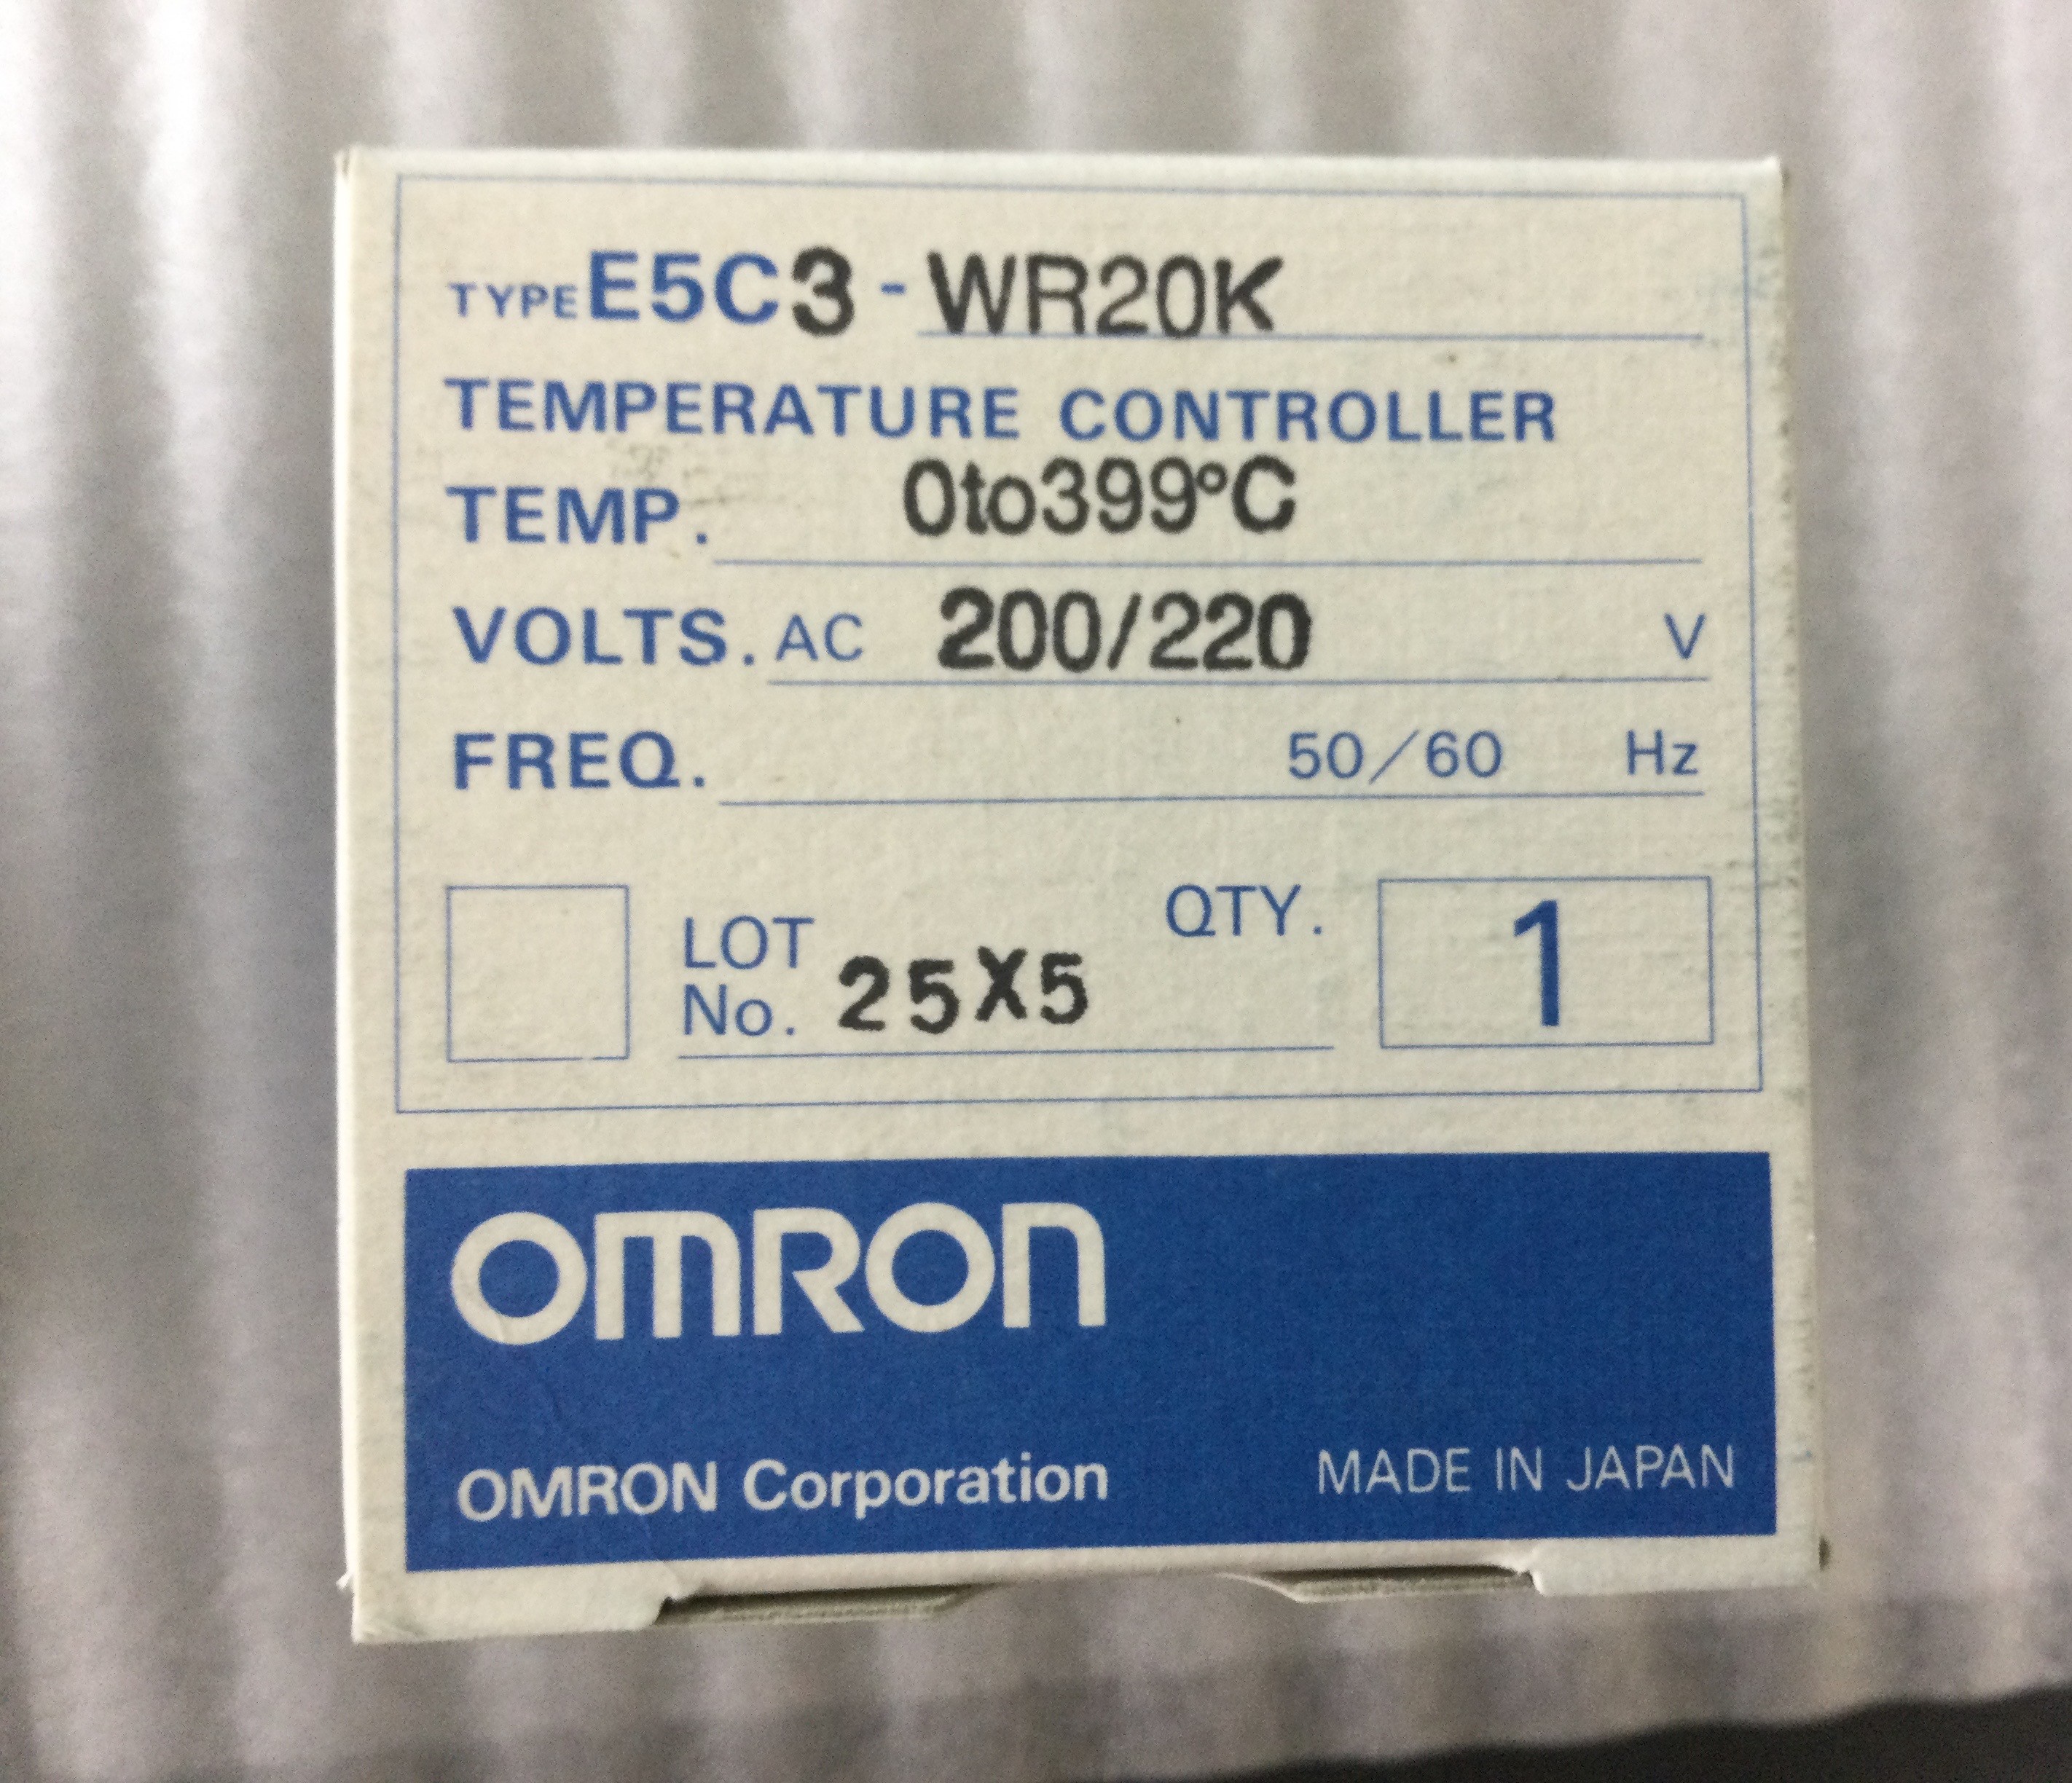 TYPE E5C3-WR20K
TEMPERATURE CONTROLLER
TEMP. 0to399°C
VOLTS. AC 200/220 V
FREQ. 50/60 Hz
LOT No. 25X5 QTY. 1
OMRON
OMRON Corporation MADE IN JAPAN